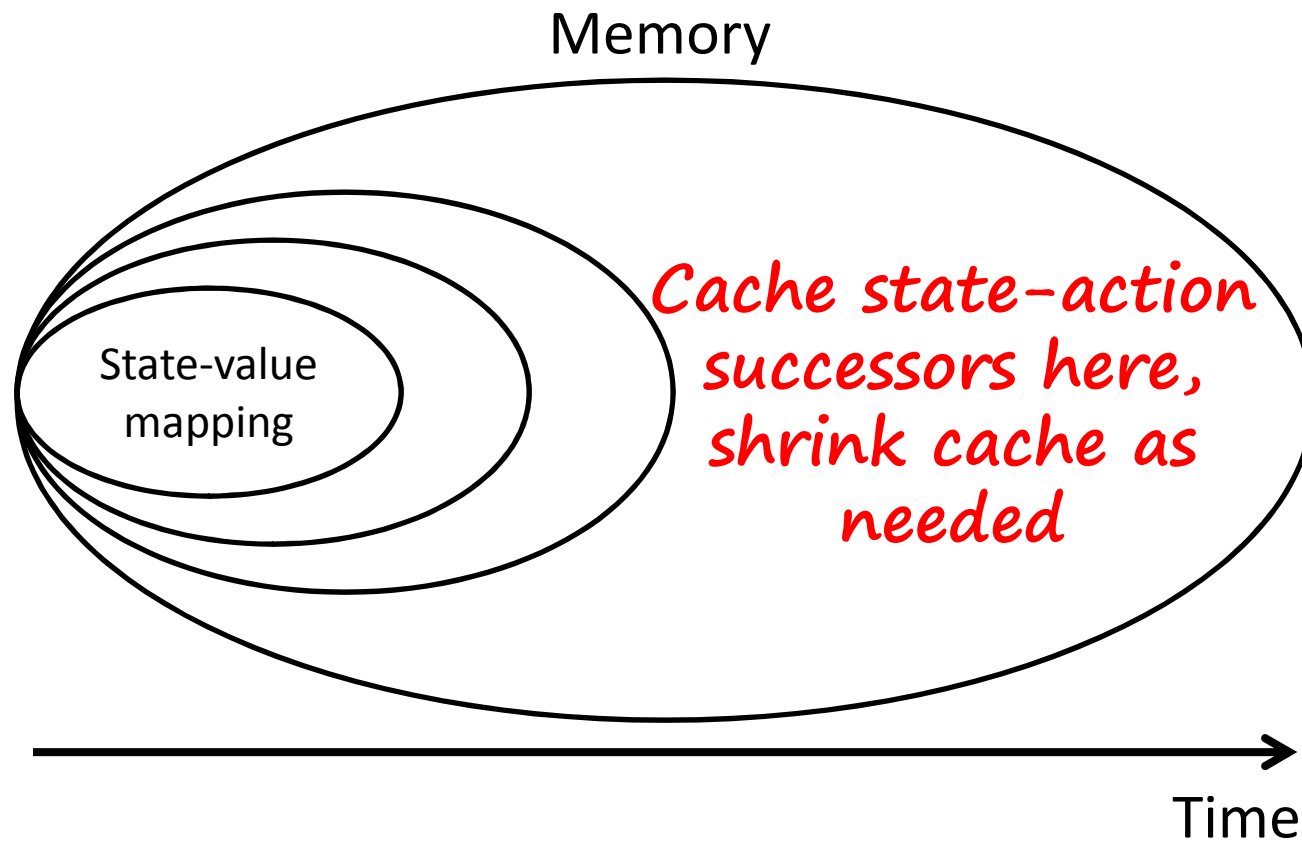 Memory
State-value
mapping
Cache state-action
successors here,
shrink cache as
needed
Time